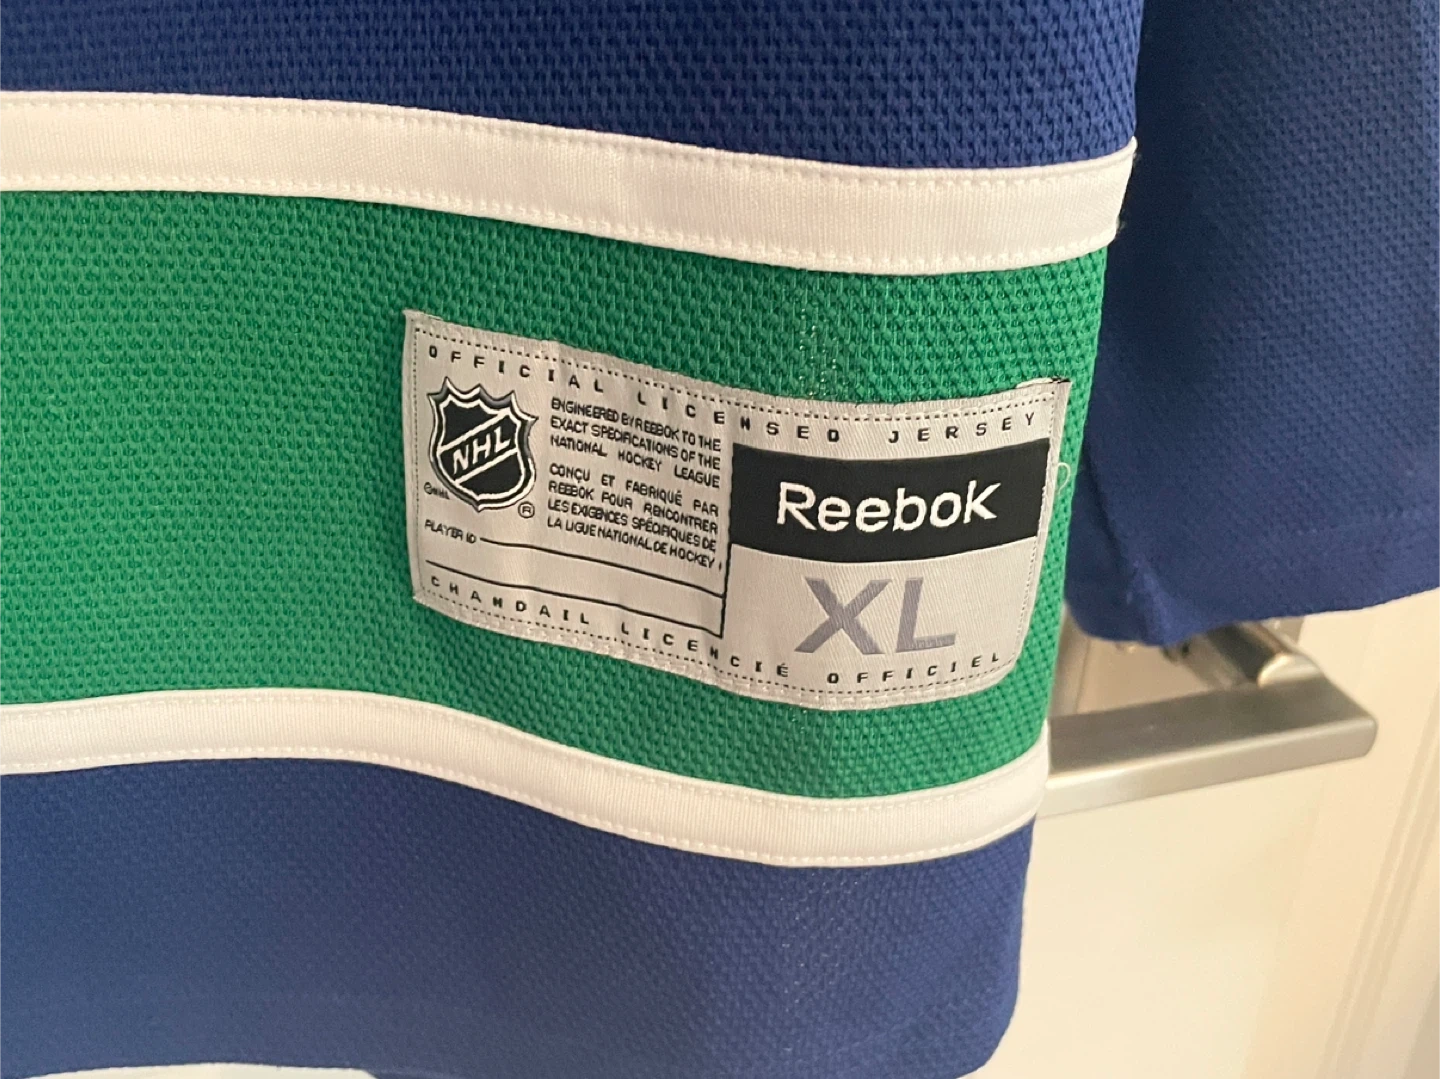 OFFICIAL LICENSED JERSEY
NHL
ENGINEERED BY REEBOK TO THE
EXACT SPECIFICATIONS OF THE
NATIONAL HOCKEY LEAGUE
CONÇU ET FABRIQUÉ PAR
REEBOK POUR RENCONTRER
LES EXIGENCES SPÉCIFIQUES DE
LA LIGUE NATIONAL DE HOCKEY
©NHL
®
PLAYER ID
Reebok
XL
CHANDAIL LICENCIÉ OFFICIEL